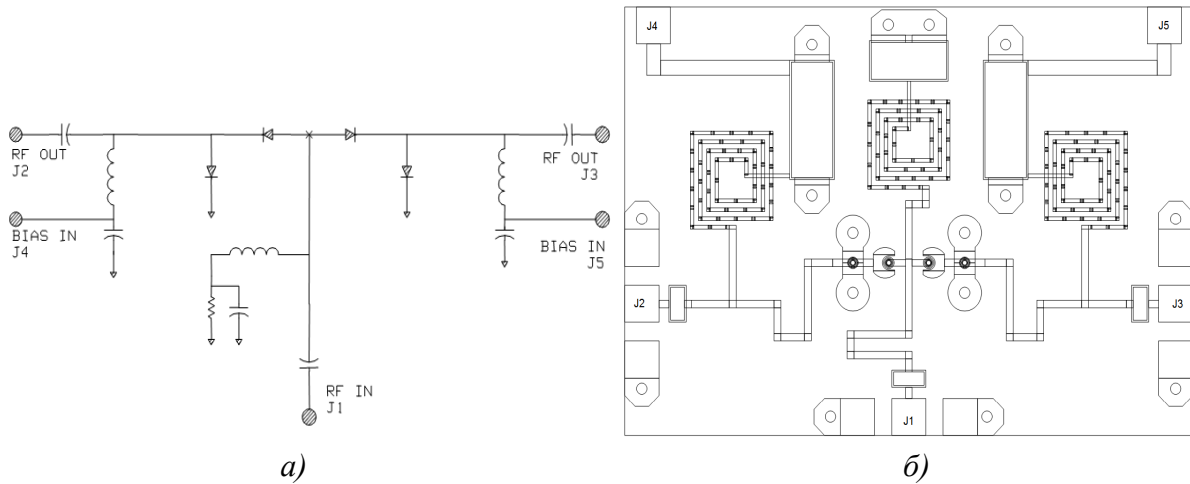 RF OUT
J2
BIAS IN
J4
RF OUT
J3
BIAS IN
J5
RF IN
J1
J4
J5
J2
J3
J1
а)
б)